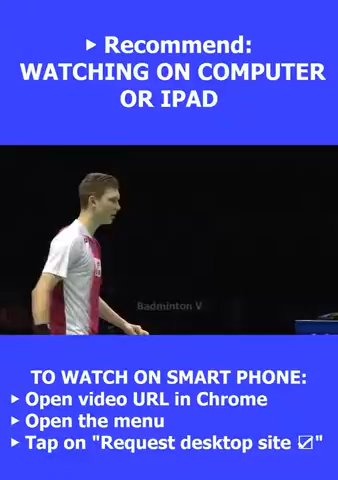 ▶ Recommend:
WATCHING ON COMPUTER
OR IPAD
Badminton V
TO WATCH ON SMART PHONE:
▶ Open video URL in Chrome
▶ Open the menu
▶ Tap on "Request desktop site ☑"